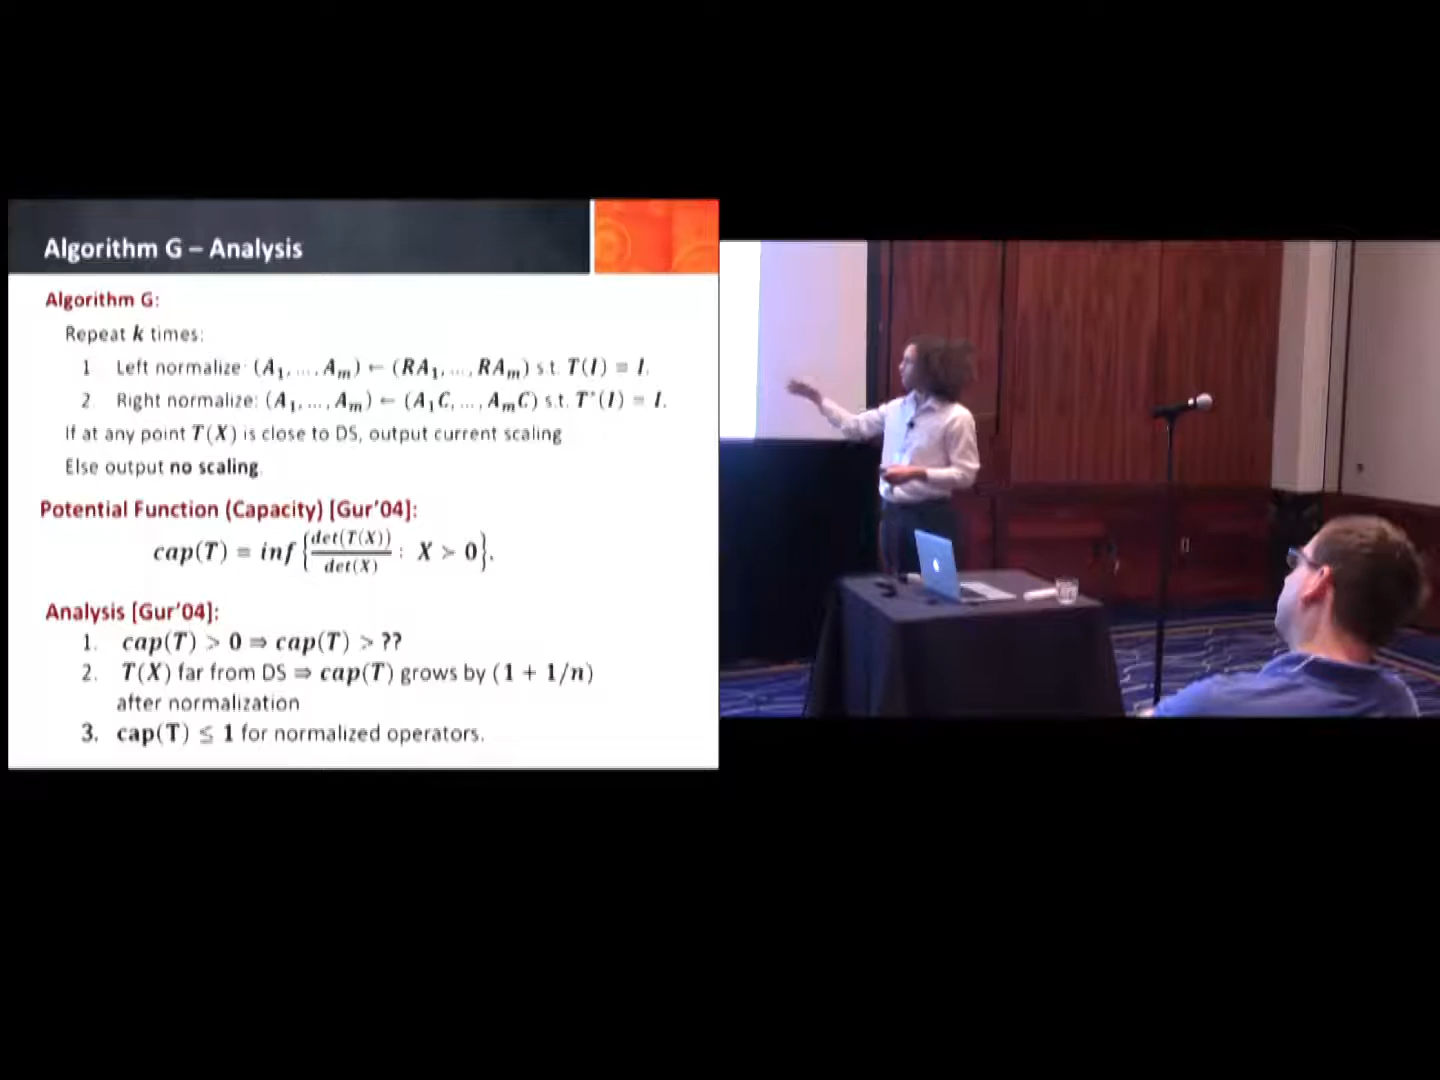 Algorithm G – Analysis
Algorithm G:
Repeat k times:
1 Left normalize: (A₁, ..., Aₘ) ← (RA₁, ..., RAₘ) s.t. T(I) = I.
2. Right normalize: (A₁, ..., Aₘ) ← (A₁C, ..., AₘC) s.t. T*(I) = I.
If at any point T(X) is close to DS, output current scaling
Else output no scaling.
Potential Function (Capacity) [Gur'04]:
cap(T) = inf { det(T(X)) / det(X) : X > 0 }.
Analysis [Gur'04]:
1. cap(T) > 0 ⇒ cap(T) > ??
2. T(X) far from DS ⇒ cap(T) grows by (1 + 1/n)
after normalization
3. cap(T) ≤ 1 for normalized operators.